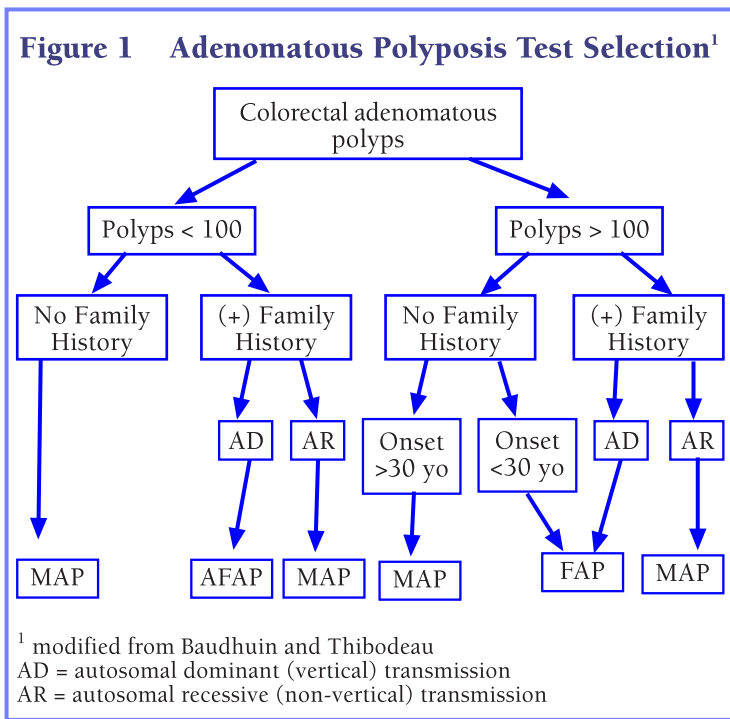 Figure 1 Adenomatous Polyposis Test Selection1
Colorectal adenomatous
polyps
Polyps < 100
Polyps > 100
No Family
History
(+) Family
History
No Family
History
(+) Family
History
AD
AR
Onset
>30 yo
Onset
<30 yo
AD
AR
MAP
AFAP
MAP
MAP
FAP
MAP
1 modified from Baudhuin and Thibodeau
AD = autosomal dominant (vertical) transmission
AR = autosomal recessive (non-vertical) transmission